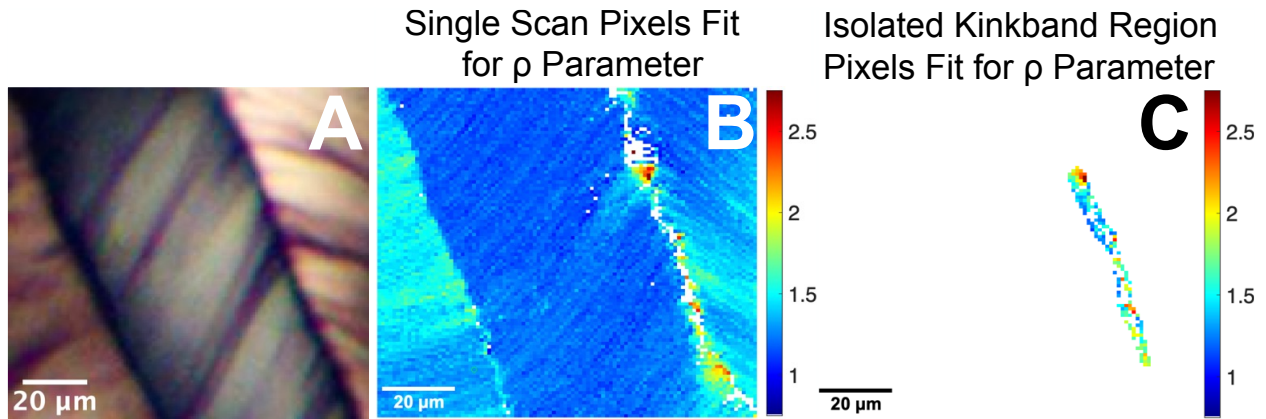 Single Scan Pixels Fit
for ρ Parameter
Isolated Kinkband Region
Pixels Fit for ρ Parameter
A
B
C
2.5
2
1.5
1
2.5
2
1.5
1
20 µm
20 µm
20 µm